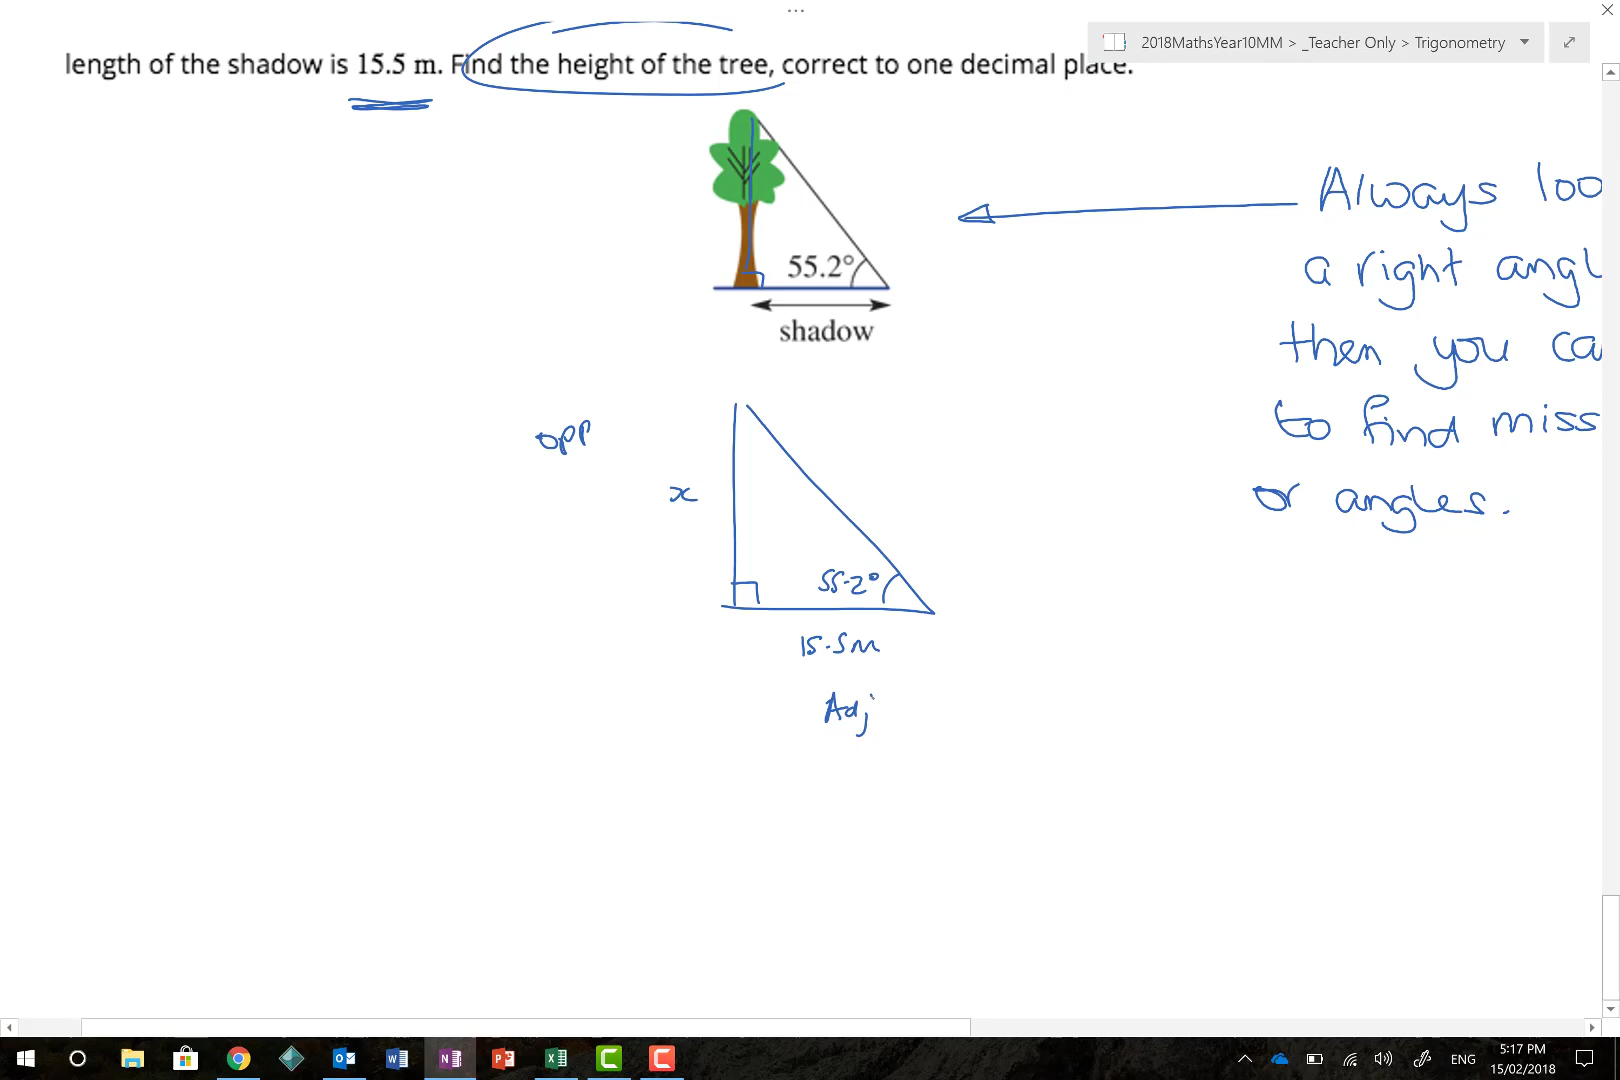 2018MathsYear10MM > _Teacher Only > Trigonometry
length of the shadow is 15.5 m. Find the height of the tree, correct to one decimal place.
55.2°
shadow
Always loo
a right angl
then you ca
to find miss
or angles.
opp
x
55.2°
15.5m
Adj
ENG
5:17 PM
15/02/2018